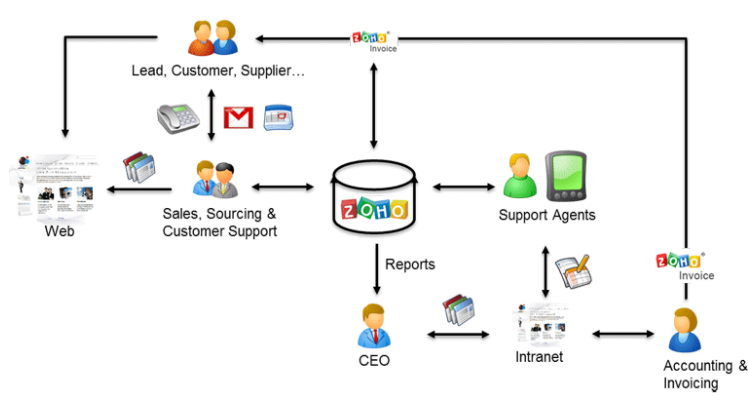 ZOHO
Invoice
Lead, Customer, Supplier…
Web
Sales, Sourcing &
Customer Support
ZOHO
Support Agents
Reports
ZOHO
Invoice
CEO
Intranet
Accounting &
Invoicing